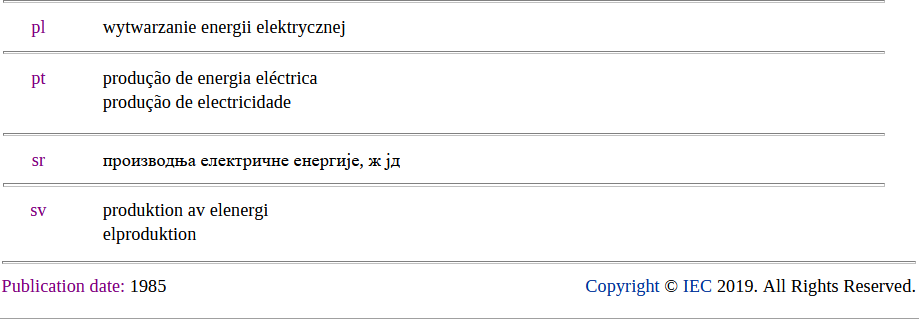 pl wytwarzanie energii elektrycznej
pt produção de energia eléctrica
produção de electricidade
sr производња електричне енергије, ж јд
sv produktion av elenergi
elproduktion
Publication date: 1985 Copyright © IEC 2019. All Rights Reserved.